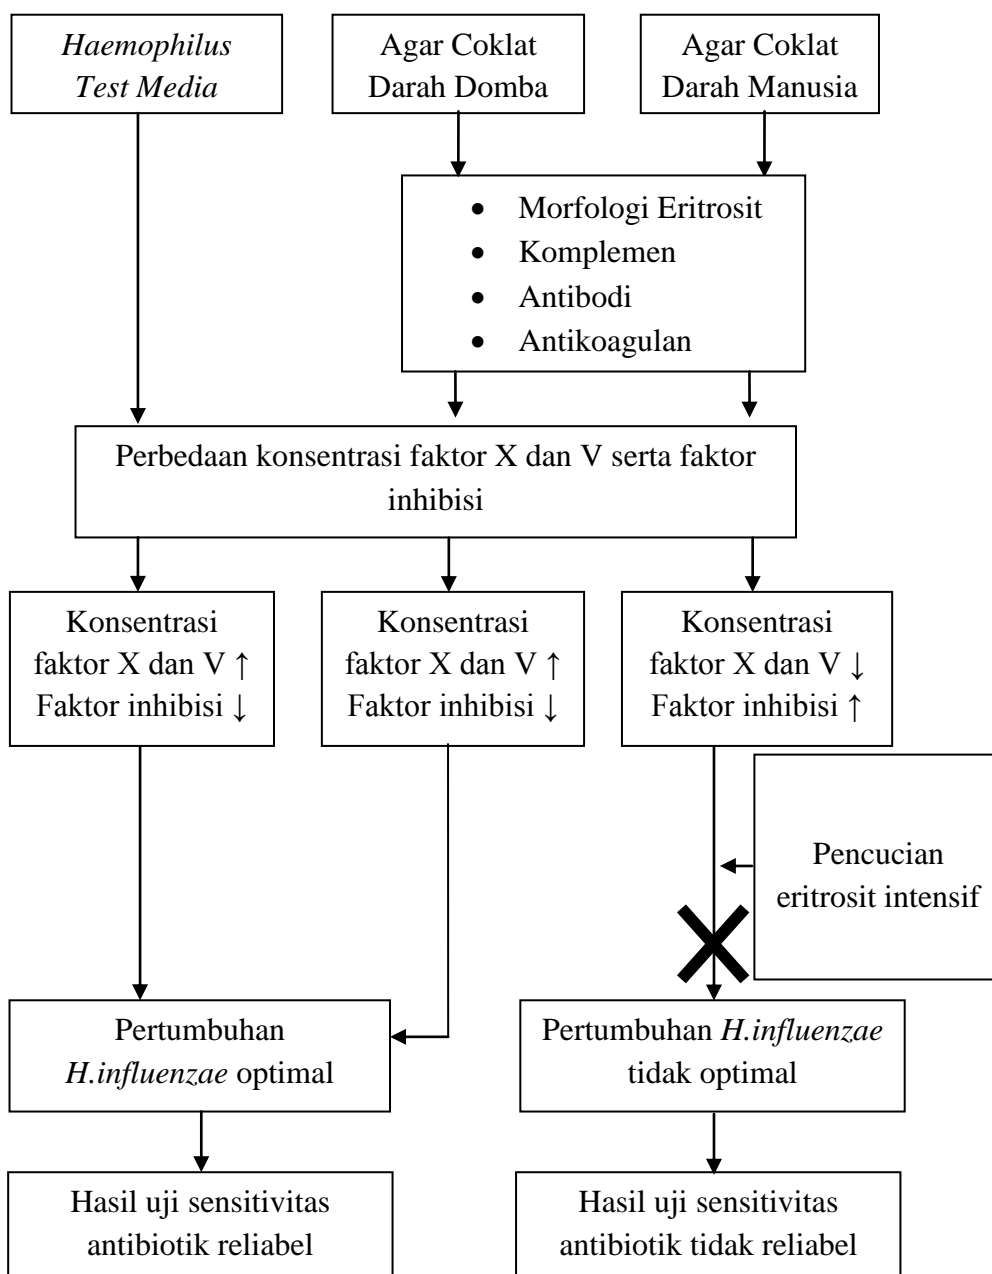 Haemophilus
Test Media
Agar Coklat
Darah Domba
Agar Coklat
Darah Manusia
• Morfologi Eritrosit
• Komplemen
• Antibodi
• Antikoagulan
Perbedaan konsentrasi faktor X dan V serta faktor
inhibisi
Konsentrasi
faktor X dan V ↑
Faktor inhibisi ↓
Konsentrasi
faktor X dan V ↑
Faktor inhibisi ↓
Konsentrasi
faktor X dan V ↓
Faktor inhibisi ↑
Pencucian
eritrosit intensif
Pertumbuhan
H.influenzae optimal
Pertumbuhan H.influenzae
tidak optimal
Hasil uji sensitivitas
antibiotik reliabel
Hasil uji sensitivitas
antibiotik tidak reliabel